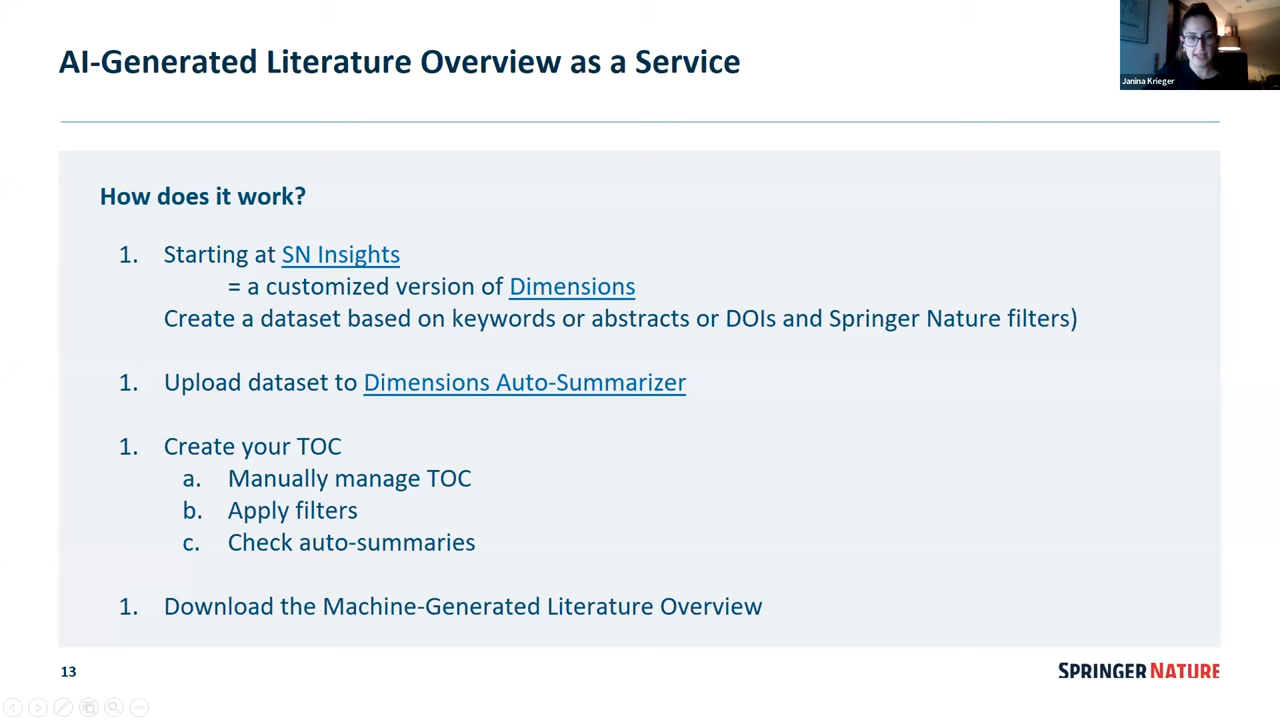 AI-Generated Literature Overview as a Service
Janina Krieger
How does it work?
1. Starting at SN Insights
= a customized version of Dimensions
Create a dataset based on keywords or abstracts or DOIs and Springer Nature filters)
1. Upload dataset to Dimensions Auto-Summarizer
1. Create your TOC
a. Manually manage TOC
b. Apply filters
c. Check auto-summaries
1. Download the Machine-Generated Literature Overview
13
SPRINGER NATURE